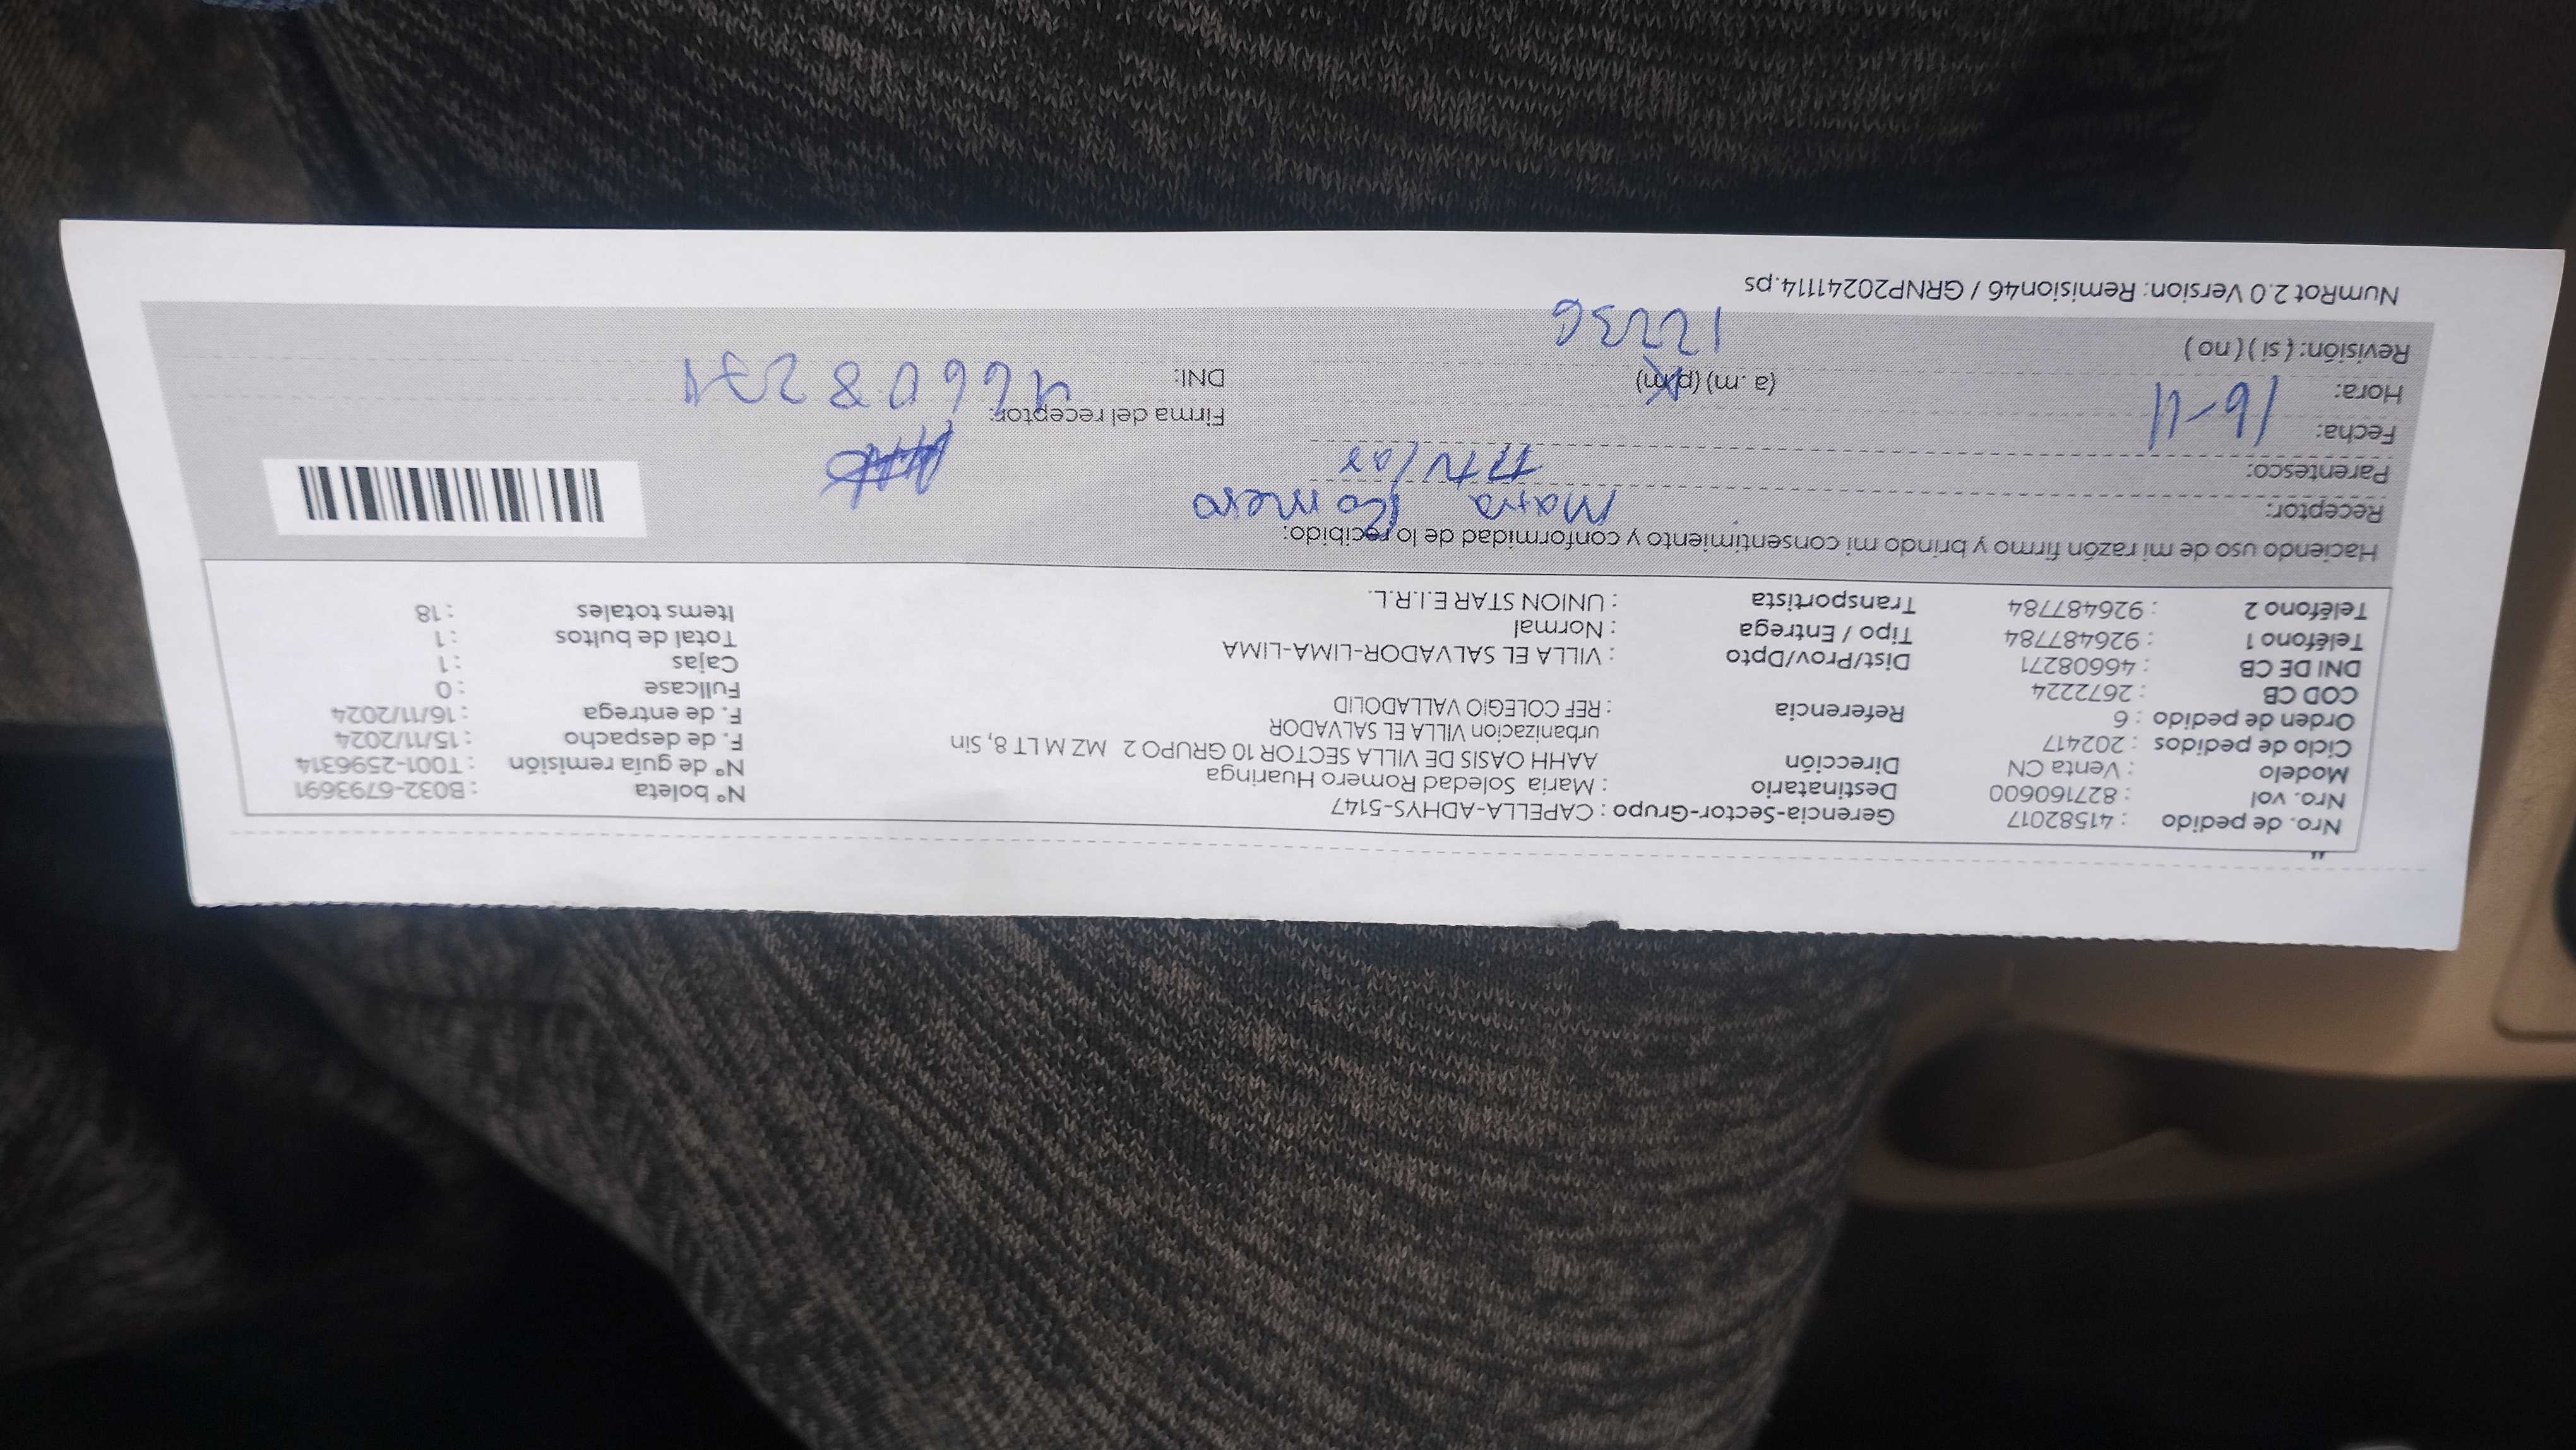 Nro. de pedido : 41582017 Gerencia-Sector-Grupo : CAPELLA-ADHYS-5147
Nro. vol : 827160600 Destinatario : Maria Soledad Romero Huaringa Nº boleta : B032-6793691
Modelo : Venta CN Dirección AAHH OASIS DE VILLA SECTOR 10 GRUPO 2 MZ M LT 8, Sin Nº de guía remisión : T001-2596314
Ciclo de pedidos : 202417 urbanizacion VILLA EL SALVADOR F. de despacho : 15/11/2024
Orden de pedido : 6 Referencia : REF COLEGIO VALLADOLID F. de entrega : 16/11/2024
COD CB : 2672224 Fullcase : 0
DNI DE CB : 46608271 Dist/Prov/Dpto : VILLA EL SALVADOR-LIMA-LIMA Cajas : 1
Teléfono 1 : 926487784 Tipo / Entrega : Normal Total de bultos : 1
Teléfono 2 : 926487784 Transportista : UNION STAR E.I.R.L. Items totales : 18
Haciendo uso de mi razón firmo y brindo mi consentimiento y conformidad de lo recibido:
Receptor: Maria Romero
Parentesco: Titular
Fecha: 16-11 Firma del receptor:
Hora: (a .m.) (p.m) DNI: 46608271
Revisión: ( si ) ( no ) 12236
NumRot 2.0 Version: Remision46 / GRNP20241114.ps